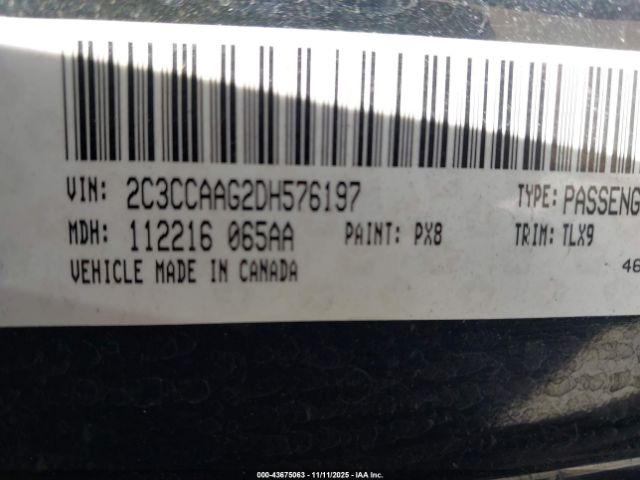 VIN: 2C3CCAAG2DH576197 TYPE: PASSENG
MDH: 112216 065AA PAINT: PX8 TRIM: TLX9
VEHICLE MADE IN CANADA 46
000-43675063 - 11/11/2025 - IAA Inc.